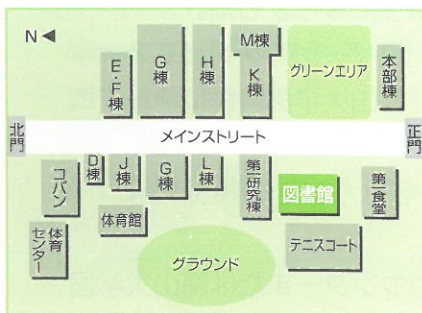 N◀
E・F棟
G棟
H棟
M棟
K棟
グリーンエリア
本部棟
北門
メインストリート
正門
コパン
D棟
J棟
G棟
L棟
第一研究棟
図書館
第一食堂
体育センター
体育館
グラウンド
テニスコート